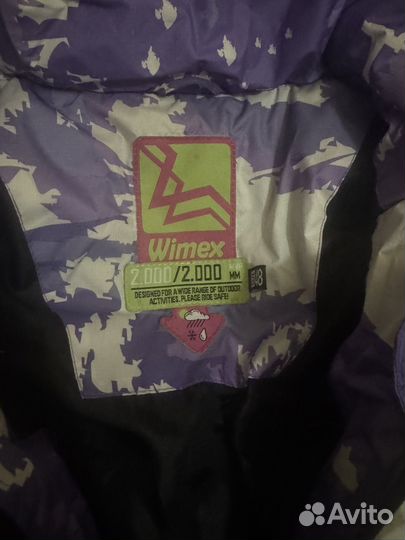 Wimex
2.000/2.000 MM
DESIGNED FOR A WIDE RANGE OF OUTDOOR
ACTIVITIES. PLEASE RIDE SAFE!
Avito